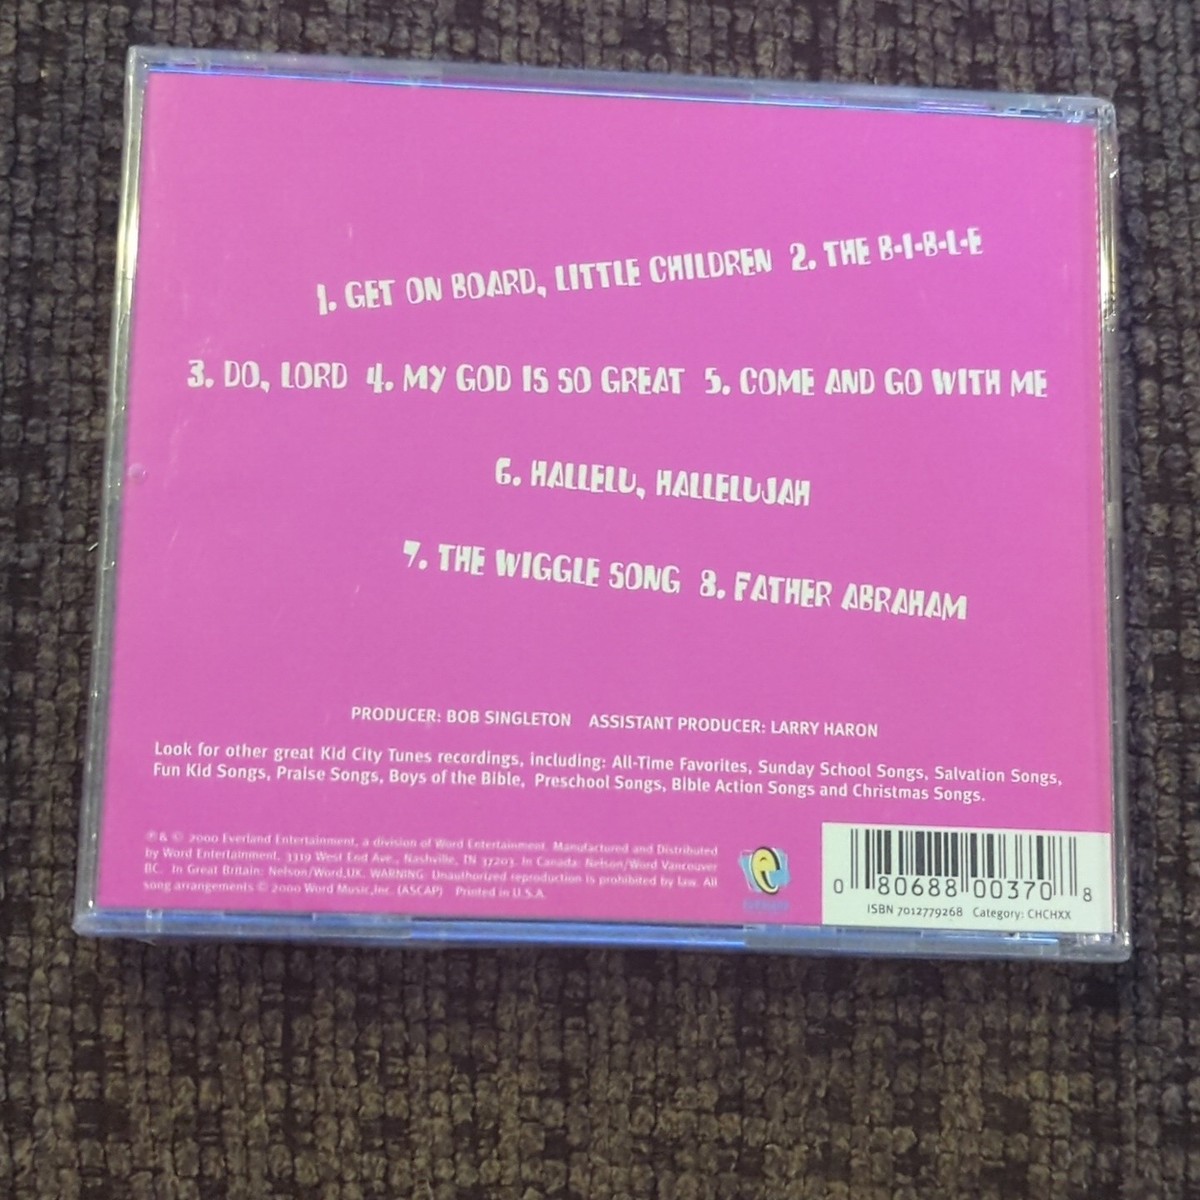 1. GET ON BOARD, LITTLE CHILDREN 2. THE B·I·B·L·E
3. DO, LORD 4. MY GOD IS SO GREAT 5. COME AND GO WITH ME
6. HALLELU, HALLELUJAH
7. THE WIGGLE SONG 8. FATHER ABRAHAM
PRODUCER: BOB SINGLETON ASSISTANT PRODUCER: LARRY HARON
Look for other great Kid City Tunes recordings, including: All-Time Favorites, Sunday School Songs, Salvation Songs,
Fun Kid Songs, Praise Songs, Boys of the Bible, Preschool Songs, Bible Action Songs and Christmas Songs.
℗ & © 2000 Everland Entertainment, a division of Word Entertainment. Manufactured and Distributed
by Word Entertainment, 3319 West End Ave., Nashville, TN 37203. In Canada: Nelson/Word Vancouver
BC. In Great Britain: Nelson/Word,UK. WARNING: Unauthorized reproduction is prohibited by law. All
song arrangements © 2000 Word Music,Inc. (ASCAP) Printed in U.S.A.
e
0 80688 00370 8
ISBN 7012779268 Category: CHCHXX